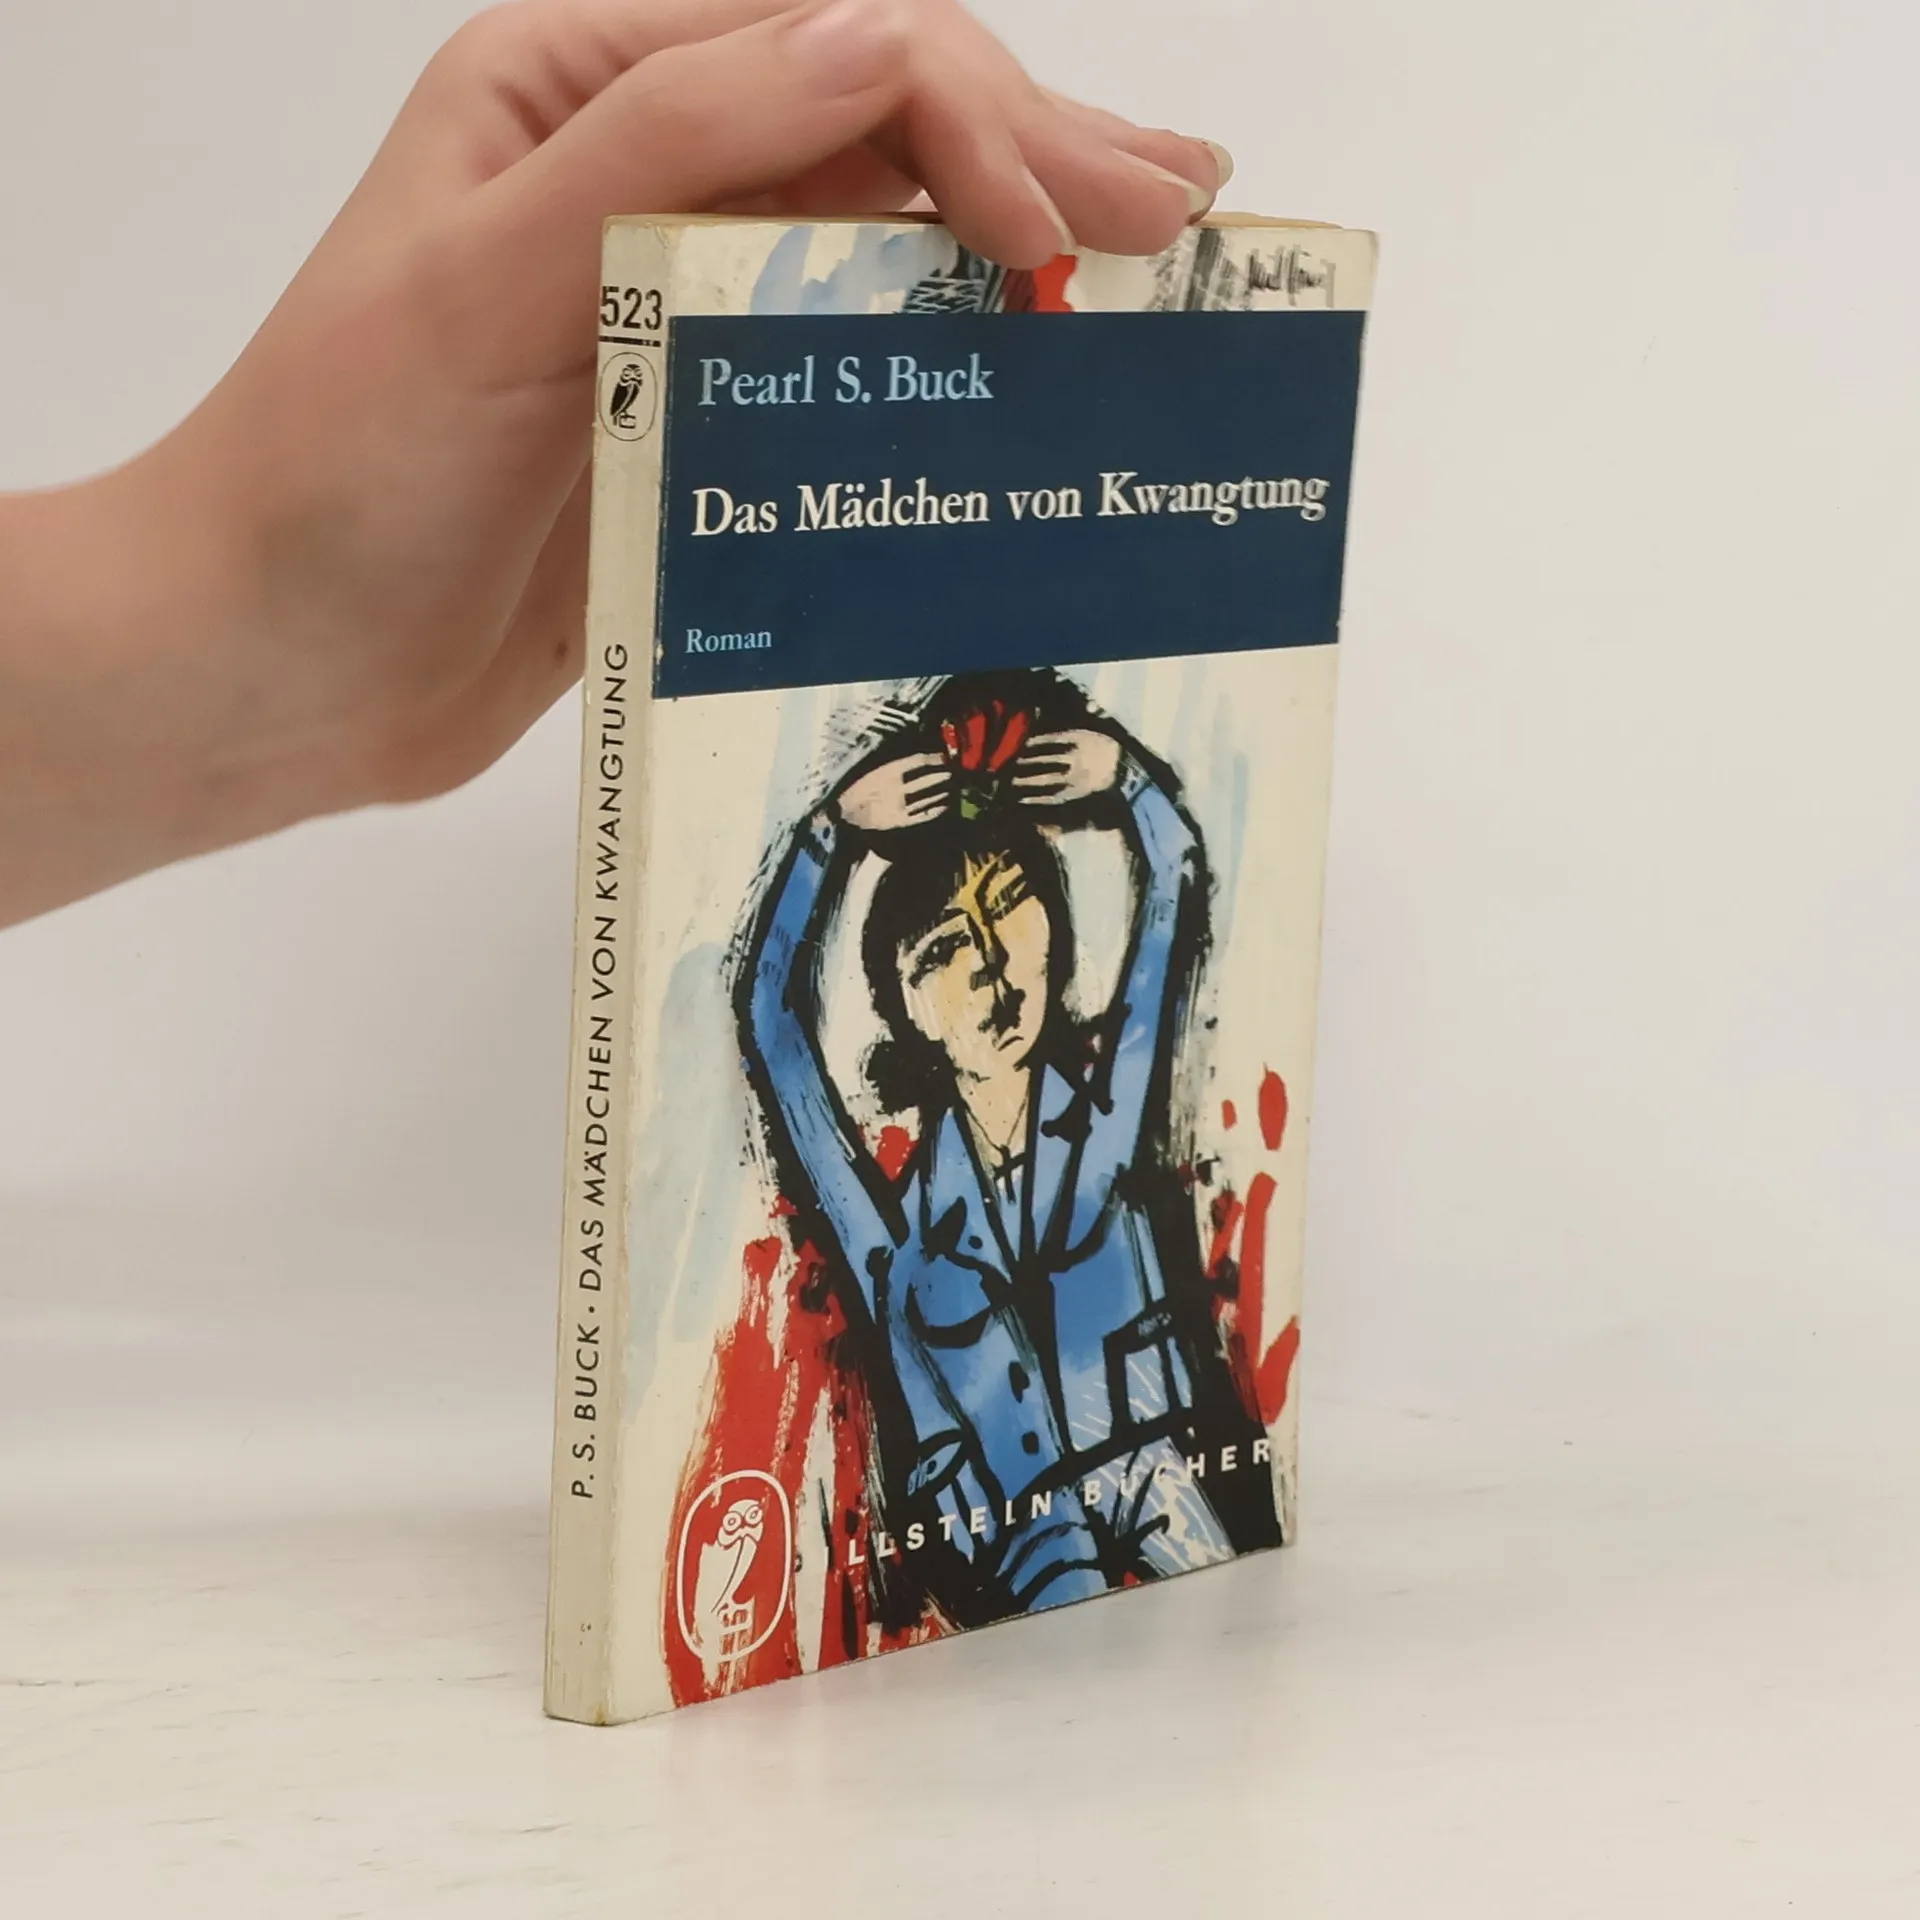 523
P. S. BUCK · DAS MÄDCHEN VON KWANGTUNG
Pearl S. Buck
Das Mädchen von Kwangtung
Roman
ULLSTEIN BÜCHER